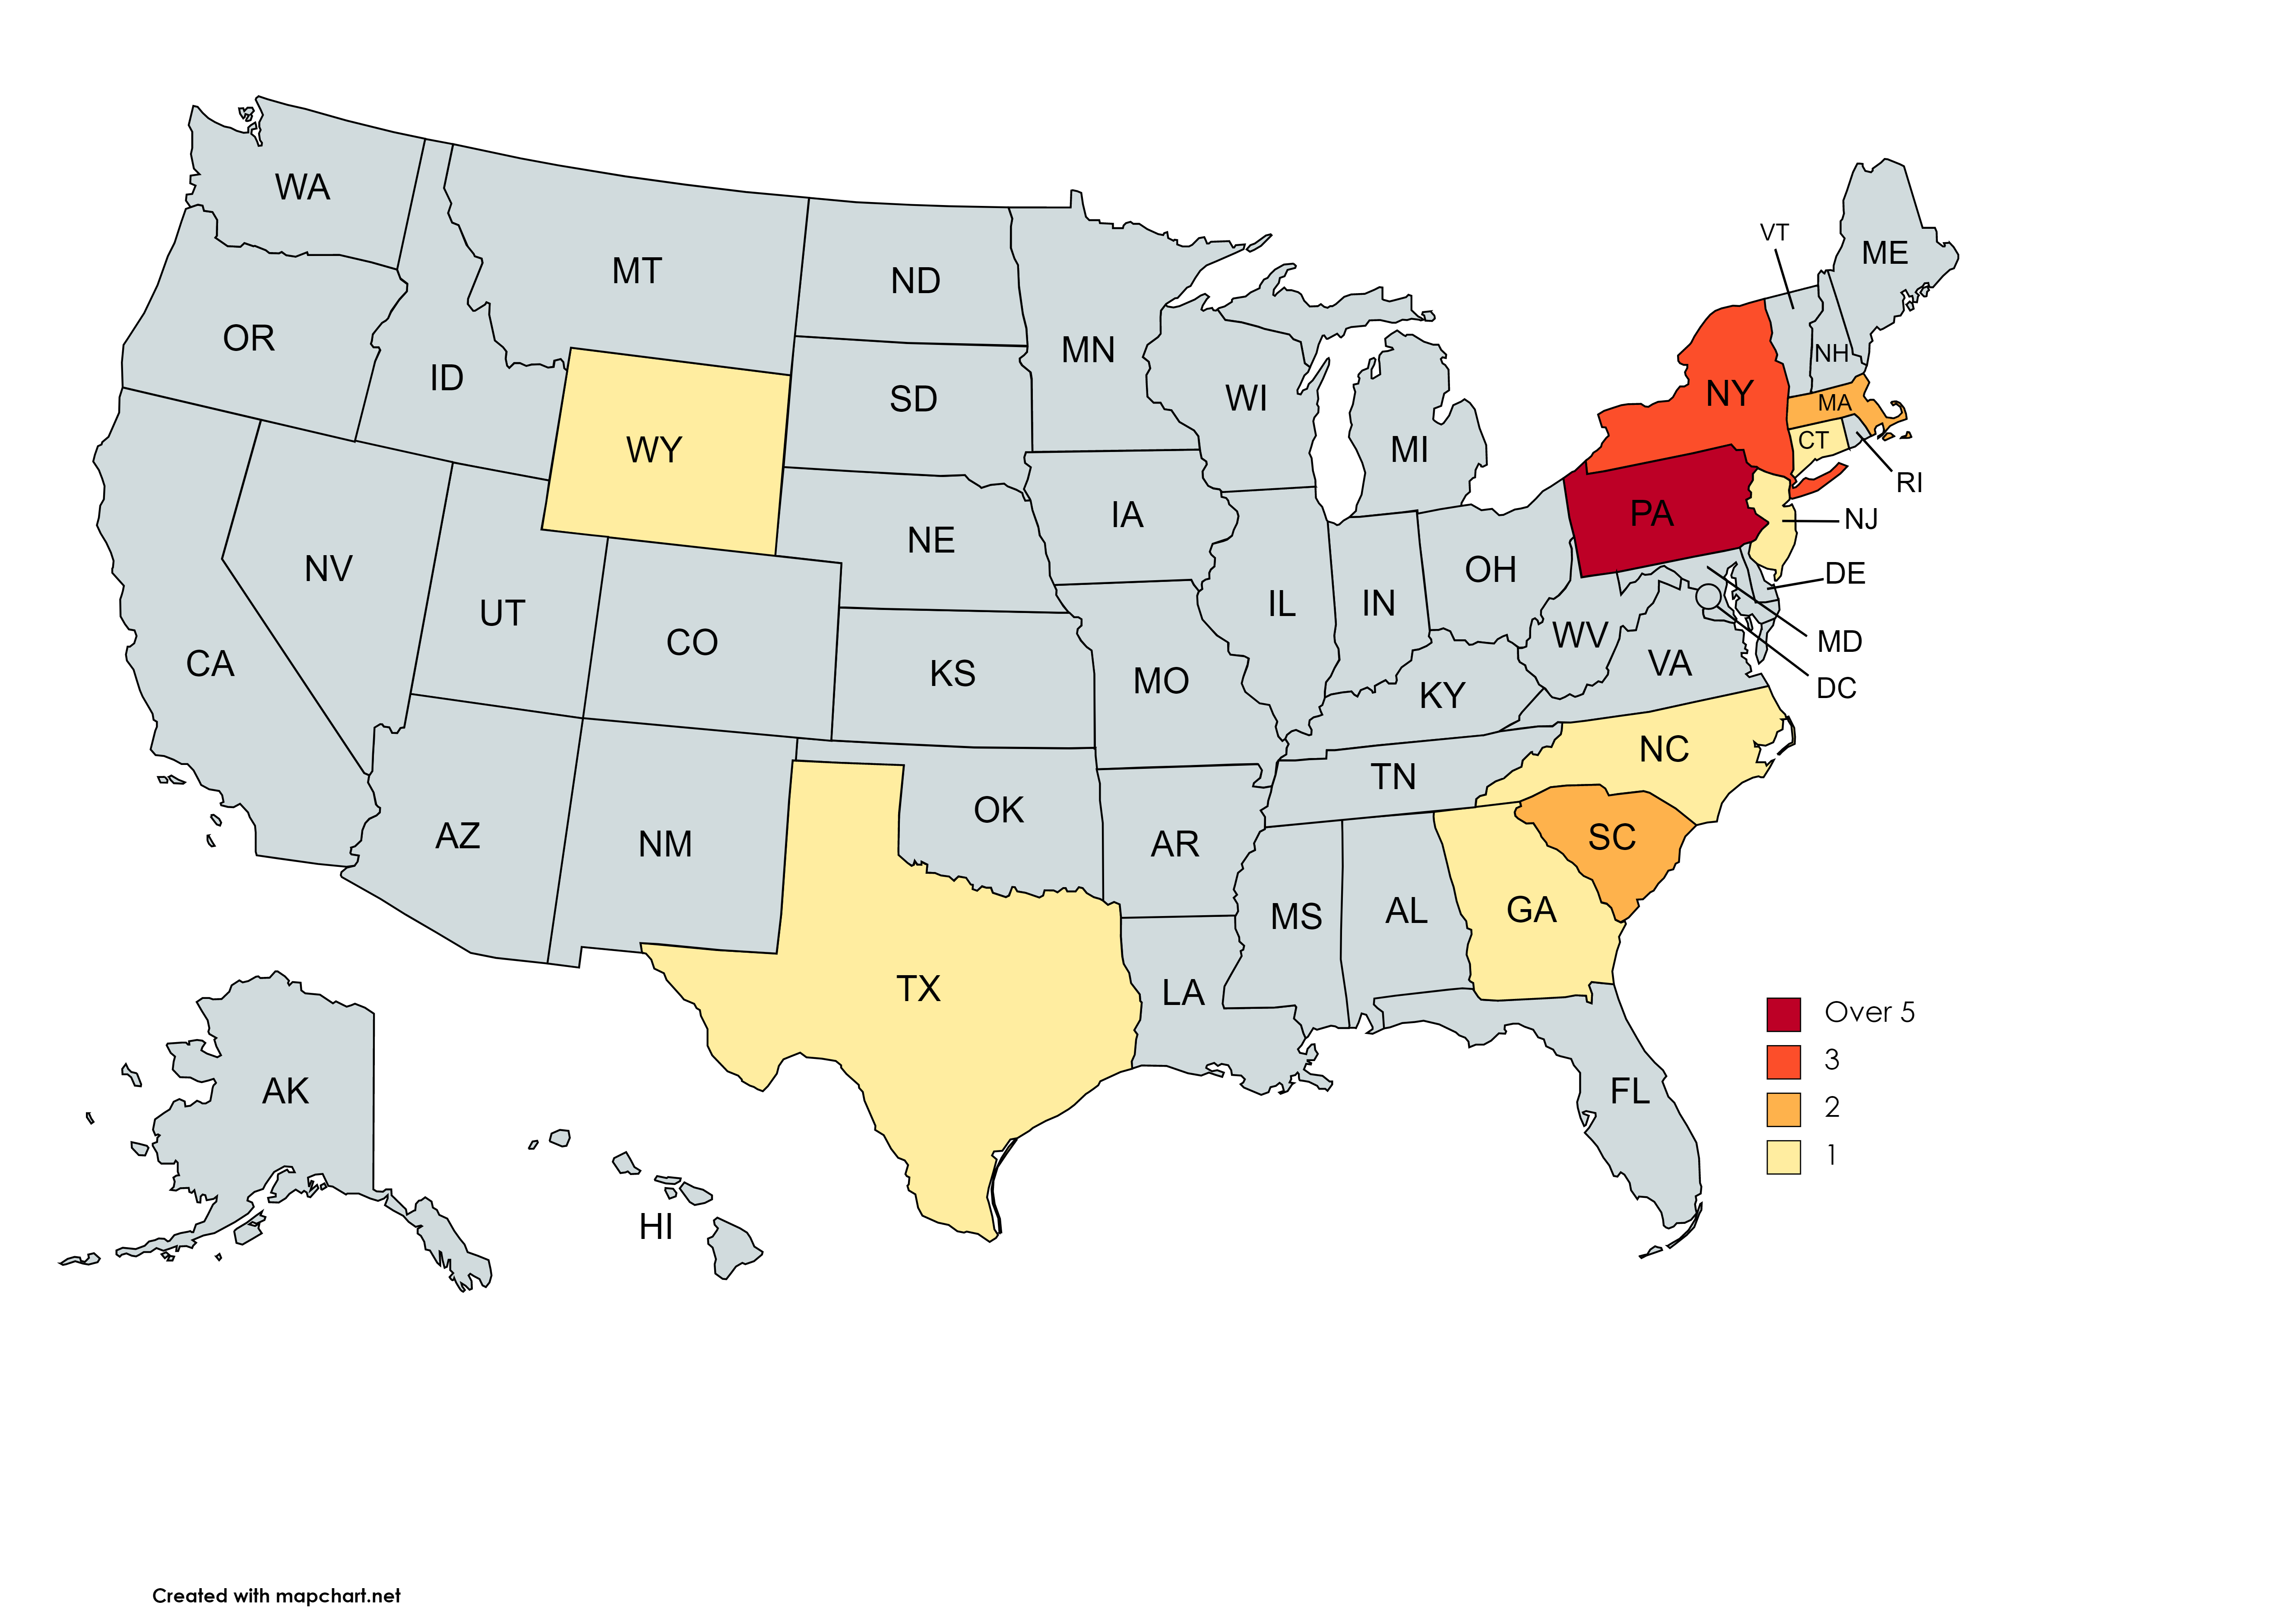 WA
MT
ND
MN
VT
ME
OR
ID
WY
SD
WI
MI
NY
NH
MA
CT
RI
NV
UT
CO
NE
IA
IL
IN
OH
PA
NJ
DE
MD
DC
CA
KS
MO
KY
WV
VA
AZ
NM
OK
AR
TN
NC
SC
TX
LA
MS
AL
GA
FL
AK
HI
Over 5
3
2
1
Created with mapchart.net